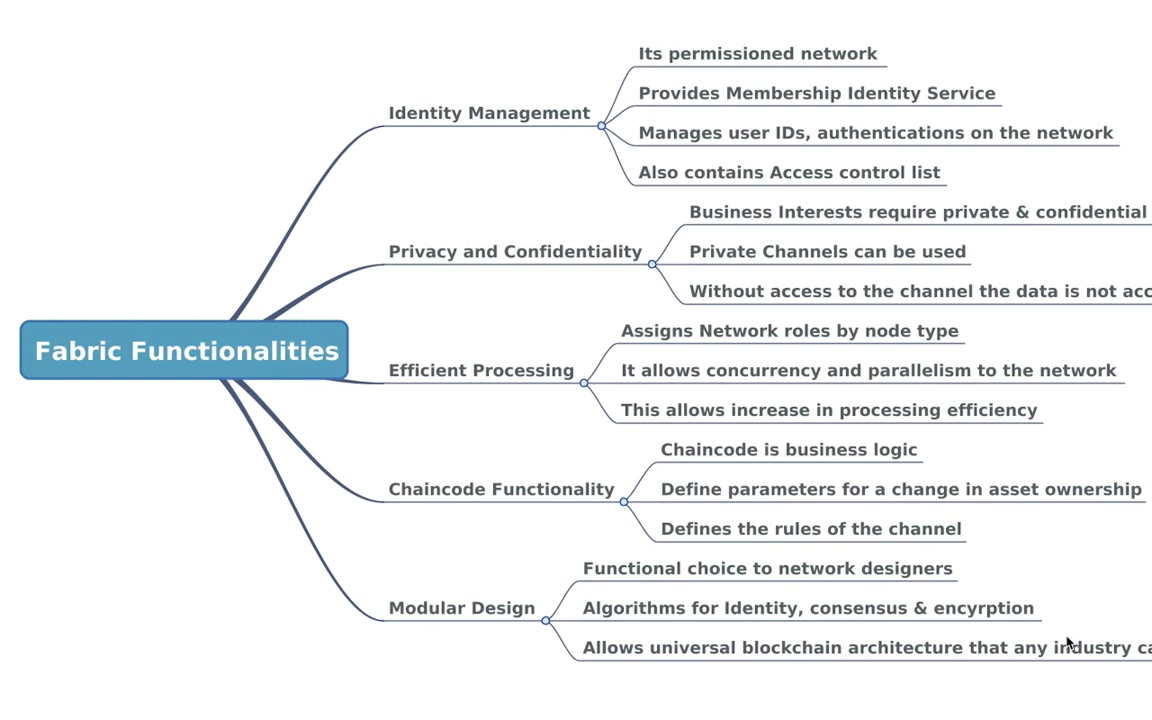 Its permissioned network
Identity Management
Provides Membership Identity Service
Manages user IDs, authentications on the network
Also contains Access control list
Business Interests require private & confidential
Privacy and Confidentiality
Private Channels can be used
Without access to the channel the data is not
Fabric Functionalities
Assigns Network roles by node type
Efficient Processing
It allows concurrency and parallelism to the network
This allows increase in processing efficiency
Chaincode is business logic
Chaincode Functionality
Define parameters for a change in asset ownership
Defines the rules of the channel
Functional choice to network designers
Modular Design
Algorithms for Identity, consensus & encyrption
Allows universal blockchain architecture that any industry